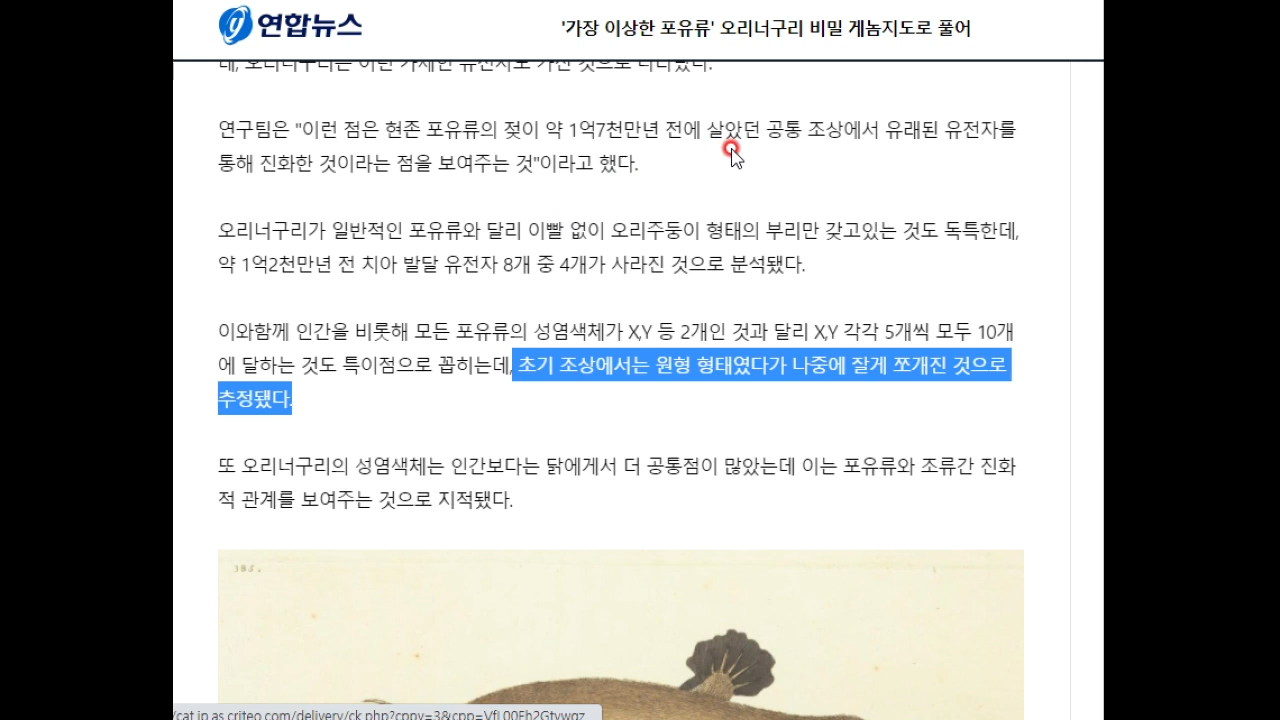 연합뉴스
'가장 이상한 포유류' 오리너구리 비밀 게놈지도로 풀어
연구팀은 "이런 점은 현존 포유류의 젖이 약 1억7천만년 전에 살았던 공통 조상에서 유래된 유전자를
통해 진화한 것이라는 점을 보여주는 것"이라고 했다.
오리너구리가 일반적인 포유류와 달리 이빨 없이 오리주둥이 형태의 부리만 갖고있는 것도 독특한데,
약 1억2천만년 전 치아 발달 유전자 8개 중 4개가 사라진 것으로 분석됐다.
이와함께 인간을 비롯해 모든 포유류의 성염색체가 X,Y 등 2개인 것과 달리 X,Y 각각 5개씩 모두 10개
에 달하는 것도 특이점으로 꼽히는데, 초기 조상에서는 원형 형태였다가 나중에 잘게 쪼개진 것으로
추정됐다.
또 오리너구리의 성염색체는 인간보다는 닭에게서 더 공통점이 많았는데 이는 포유류와 조류간 진화
적 관계를 보여주는 것으로 지적됐다.